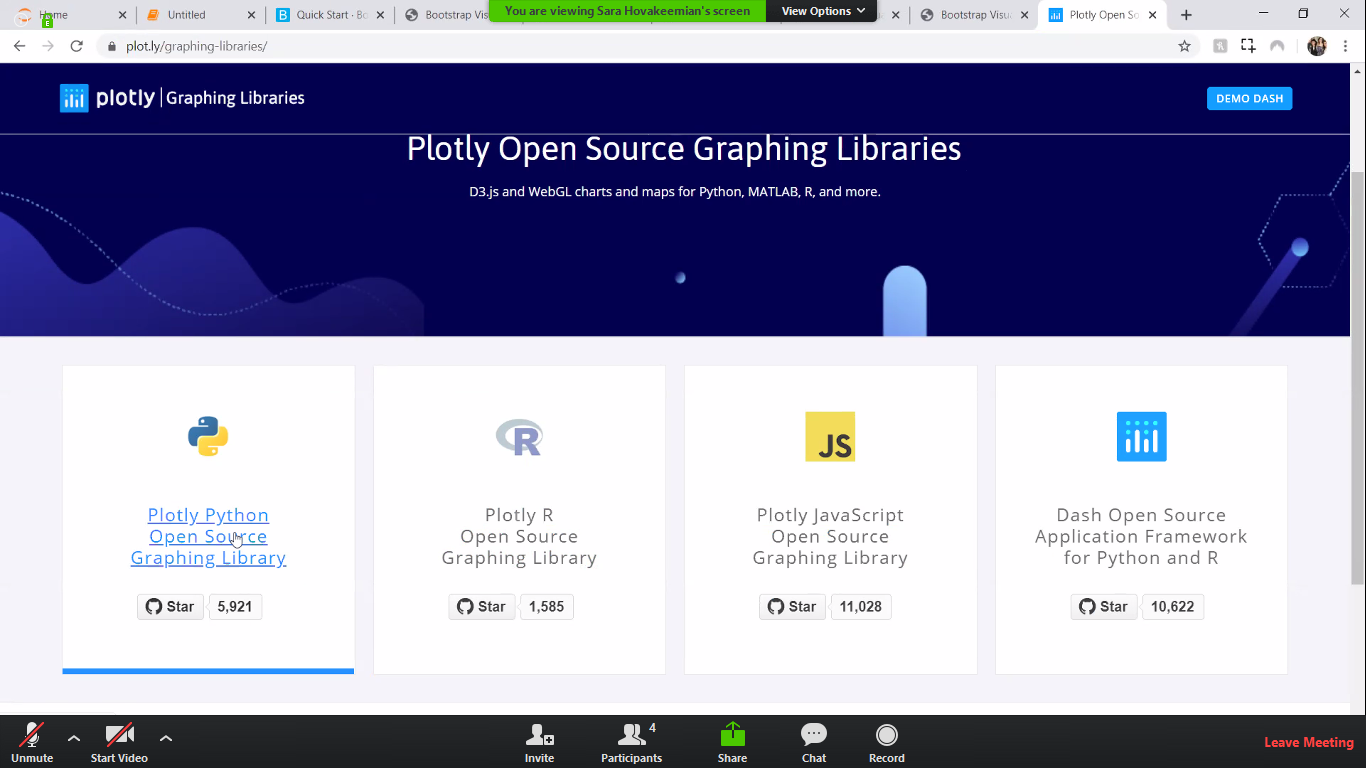 Home
Untitled
Quick Start · Bo
Bootstrap Vis
You are viewing Sara Hovakeemian's screen
View Options
Bootstrap Visu
Plotly Open So
plot.ly/graphing-libraries/
plotly | Graphing Libraries
DEMO DASH
Plotly Open Source Graphing Libraries
D3.js and WebGL charts and maps for Python, MATLAB, R, and more.
Plotly Python
Open Source
Graphing Library
Star 5,921
R
Plotly R
Open Source
Graphing Library
Star 1,585
JS
Plotly JavaScript
Open Source
Graphing Library
Star 11,028
Dash Open Source
Application Framework
for Python and R
Star 10,622
Unmute
Start Video
Invite
Participants 4
Share
Chat
Record
Leave Meeting